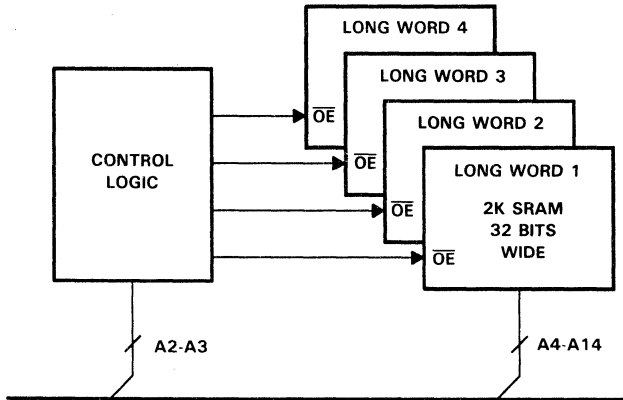 LONG WORD 4
LONG WORD 3
LONG WORD 2
LONG WORD 1
2K SRAM
32 BITS
WIDE
OE
OE
OE
OE
CONTROL
LOGIC
A2-A3
A4-A14